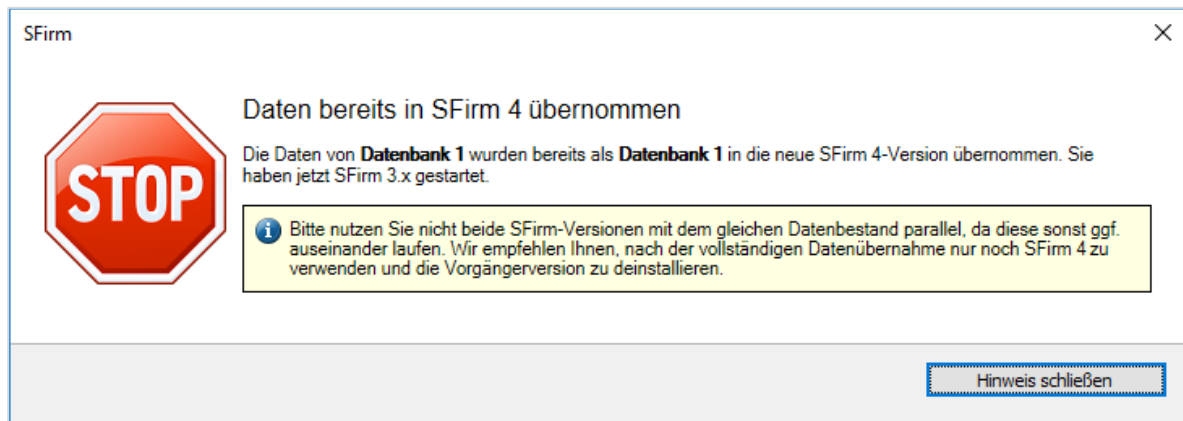 SFirm
Daten bereits in SFirm 4 übernommen
Die Daten von Datenbank 1 wurden bereits als Datenbank 1 in die neue SFirm 4-Version übernommen. Sie
haben jetzt SFirm 3.x gestartet.
STOP
Bitte nutzen Sie nicht beide SFirm-Versionen mit dem gleichen Datenbestand parallel, da diese sonst ggf.
auseinander laufen. Wir empfehlen Ihnen, nach der vollständigen Datenübernahme nur noch SFirm 4 zu
verwenden und die Vorgängerversion zu deinstallieren.
Hinweis schließen